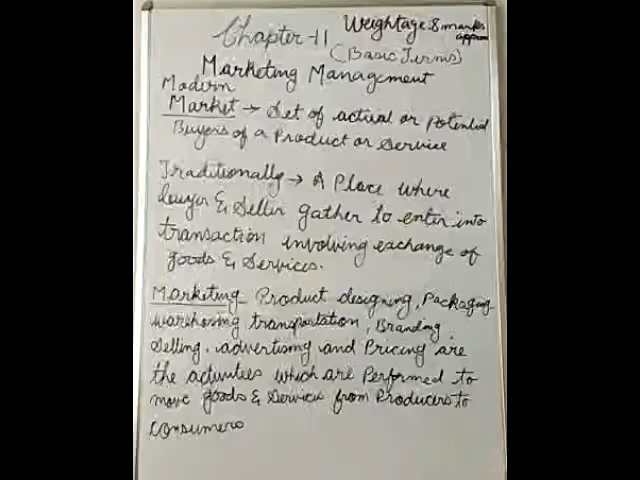 Chapter-11 Weightage 8 marks approx
(Basic Terms)
Marketing Management
Modern
Market → Set of actual or potential
Buyers of a Product or Service
Traditionally → A Place where
buyer & Seller gather to enter into
transaction involving exchange of
goods & Services.
Marketing Product designing, Packaging
warehosing transportation, Branding
Selling, advertising and Pricing are
the activities which are Performed to
move goods & Services from Producers to
Consumers